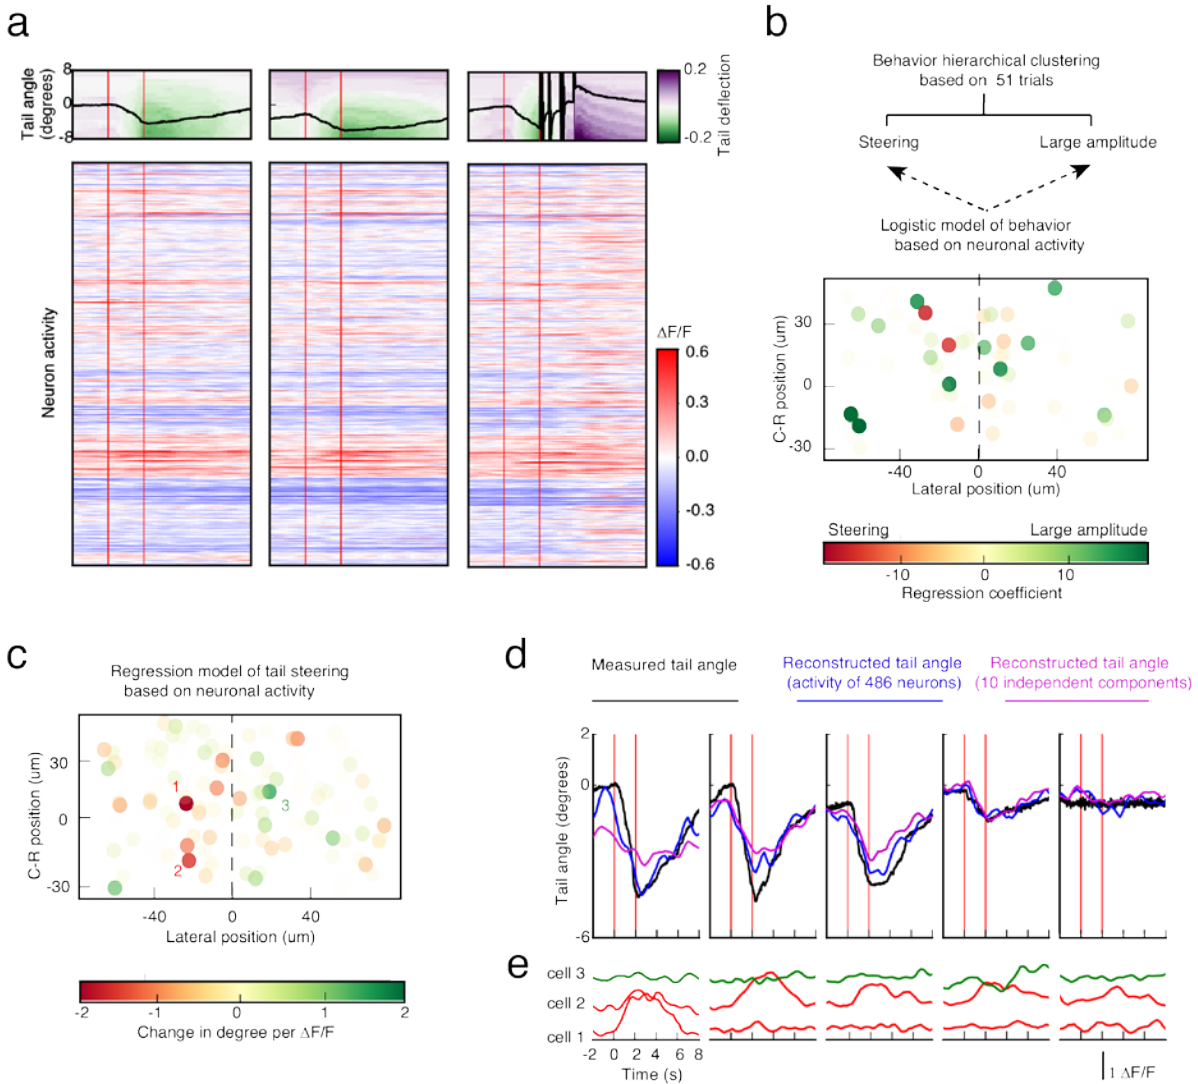 a
Tail angle
(degrees)
8
0
-8
0.2
-0.2
Tail deflection
Neuron activity
ΔF/F
0.6
0.3
0.0
-0.3
-0.6
b
Behavior hierarchical clustering
based on 51 trials
Steering
Large amplitude
Logistic model of behavior
based on neuronal activity
C-R position (um)
30
0
-30
-40
0
40
Lateral position (um)
Steering
Large amplitude
-10
0
10
Regression coefficient
c
Regression model of tail steering
based on neuronal activity
C-R position (um)
30
0
-30
1
2
3
-40
0
40
Lateral position (um)
-2
-1
0
1
2
Change in degree per ΔF/F
d
Measured tail angle
Reconstructed tail angle
(activity of 486 neurons)
Reconstructed tail angle
(10 independent components)
Tail angle (degrees)
2
0
-6
e
cell 3
cell 2
cell 1
-2
0
2
4
6
8
Time (s)
1 ΔF/F